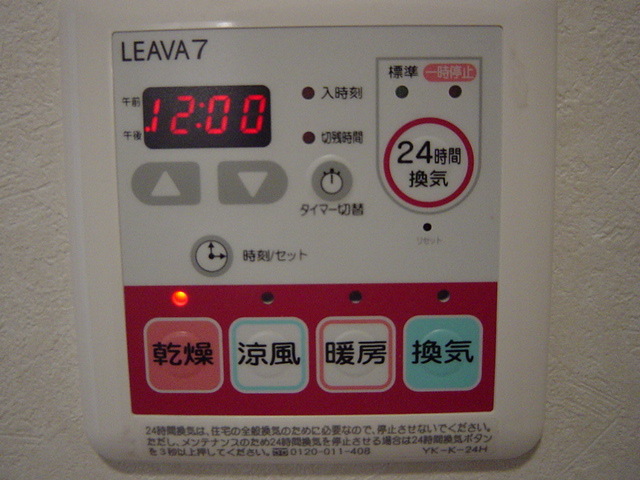 LEAVA7
午前
12:00
午後
入時刻
切残時間
タイマー切替
標準 一時停止
24時間
換気
リセット
時刻/セット
乾燥 涼風 暖房 換気
24時間換気は、住宅の全般換気のために必要なので、停止させないでください。
ただし、メンテナンスのため24時間換気を停止させる場合は24時間換気ボタン
を3秒以上押してください。 0120-011-408 YK-K-24H